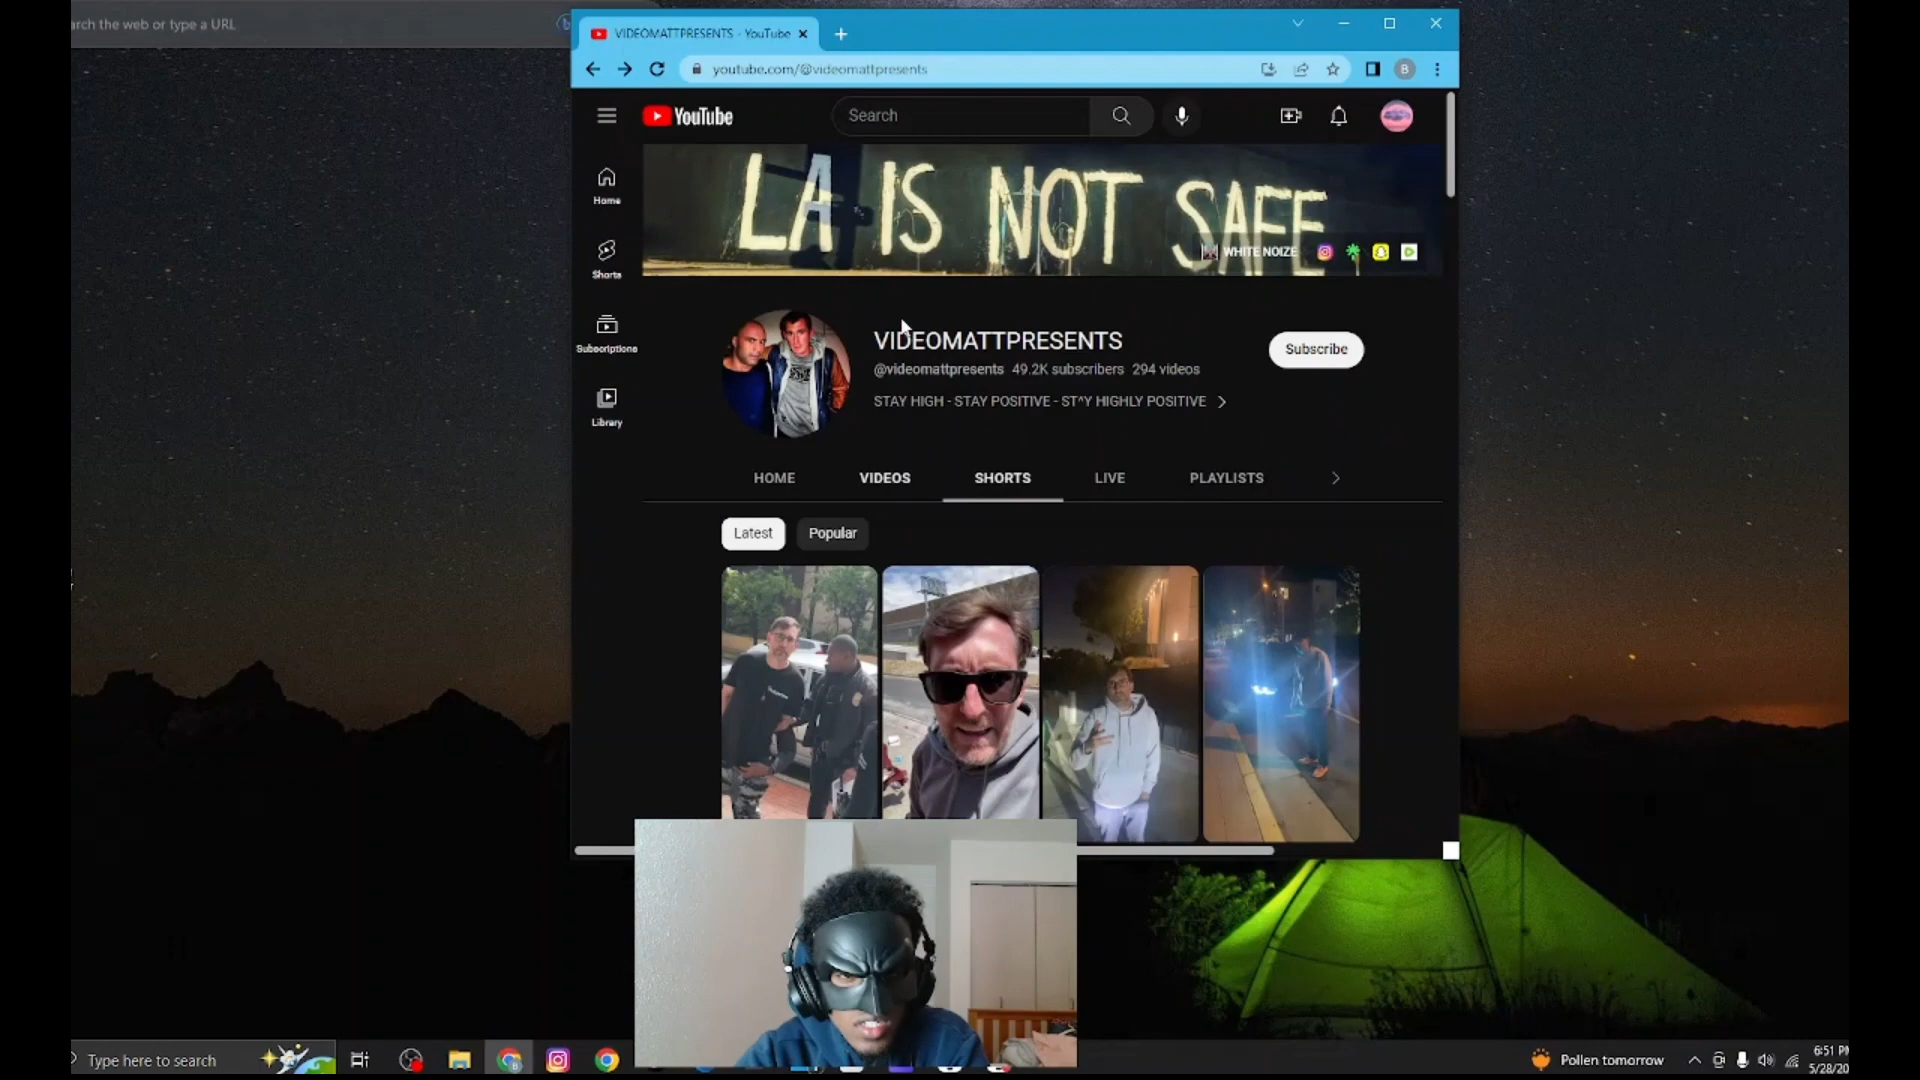 rch the web or type a URL
VIDEOMATTPRESENTS - YouTube
youtube.com/@videomattpresents
B
YouTube
Search
Home
Shorts
Subscriptions
Library
LA IS NOT SAFE
WHITE NOIZE
VIDEOMATTPRESENTS
@videomattpresents 49.2K subscribers 294 videos
STAY HIGH - STAY POSITIVE - ST^Y HIGHLY POSITIVE
Subscribe
HOME VIDEOS SHORTS LIVE PLAYLISTS
Latest Popular
Type here to search
Pollen tomorrow
6:51 PM
5/28/20